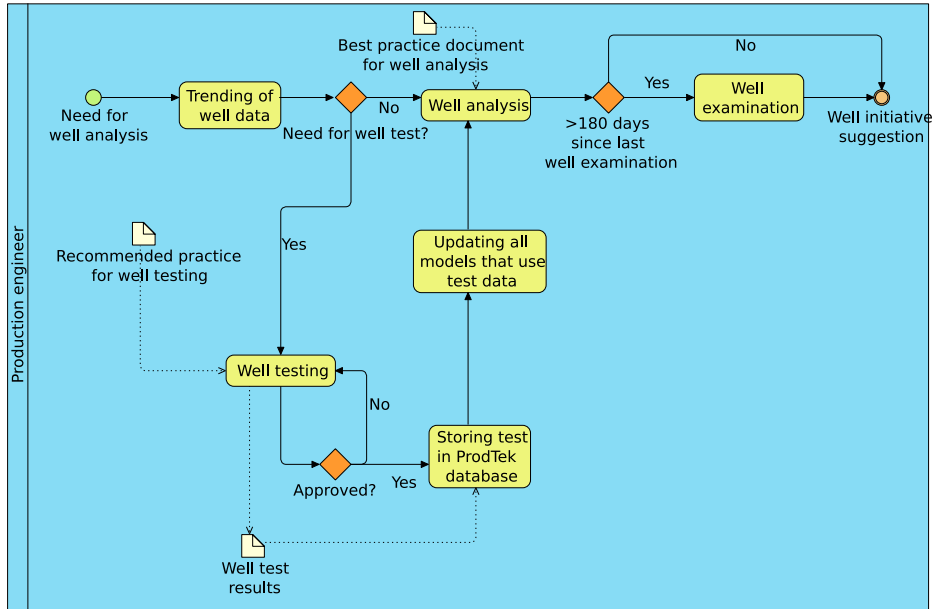 Production engineer
Best practice document
for well analysis
No
Need for
well analysis
Trending of
well data
No
Need for well test?
Well analysis
Yes
>180 days
since last
well examination
Well
examination
Well initiative
suggestion
Yes
Recommended practice
for well testing
Updating all
models that use
test data
Well testing
No
Approved?
Yes
Storing test
in ProdTek
database
Well test
results